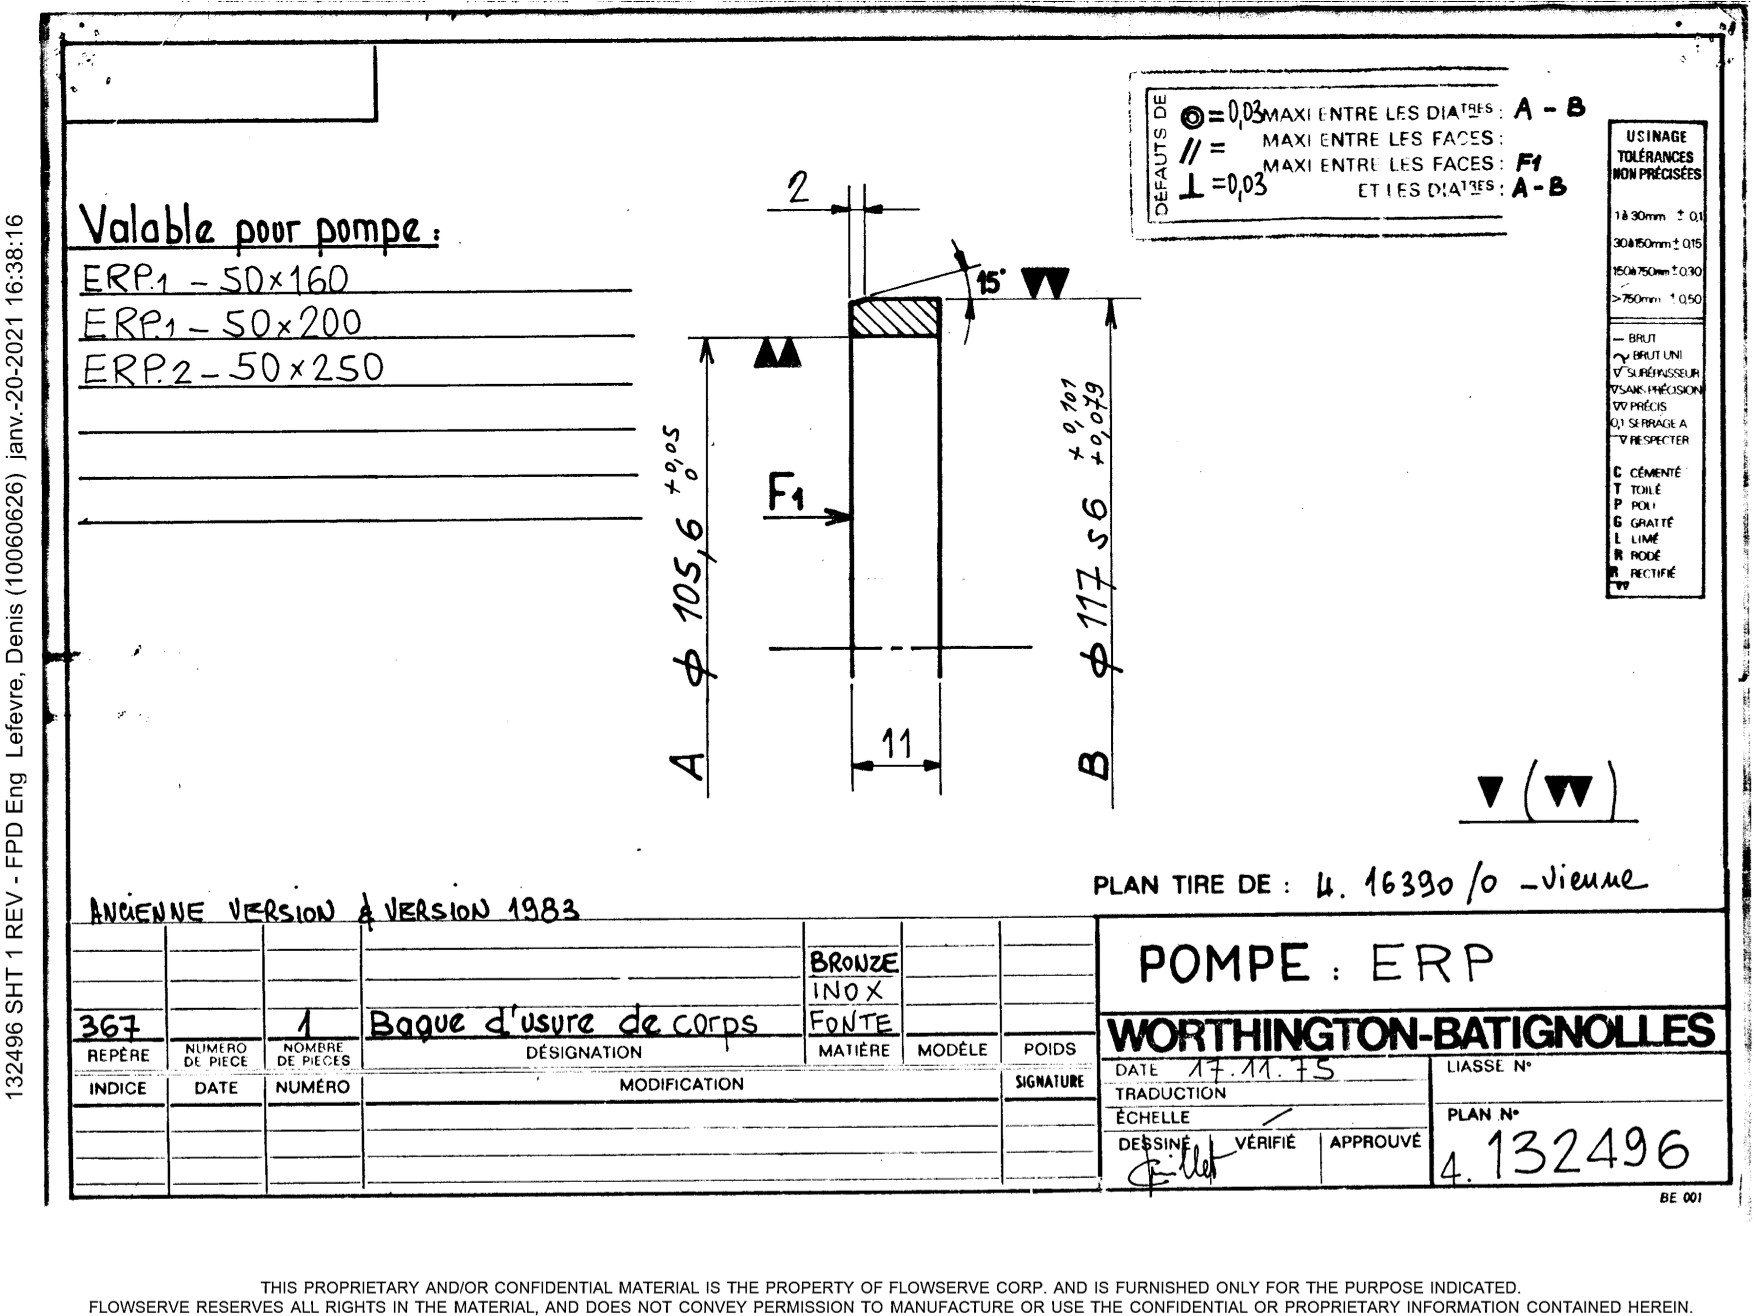 132496 SHT 1 REV - FPD Eng Lefevre, Denis (10060626) janv.-20-2021 16:38:16
DÉFAUTS DE
◎ = 0,03 MAXI ENTRE LES DIATRES : A - B
// = MAXI ENTRE LES FACES :
⊥ = 0,03 MAXI ENTRE LES FACES : F1
ET LES DIATRES : A - B
USINAGE
TOLÉRANCES
NON PRÉCISÉES
1 à 30mm ± 0,1
30 à 150mm ± 0,15
150 à 750mm ± 0,30
> 750mm ± 0,50
BRUT
BRUT UNI
SURÉPAISSEUR
SANS PRÉCISION
PRÉCIS
0,1 SERRAGE A
RESPECTER
C CÉMENTÉ
T TOILÉ
P POLI
G GRATTÉ
L LIMÉ
R RODÉ
R RECTIFIÉ
Valable pour pompe :
ERP.1 - 50x160
ERP.1 - 50x200
ERP.2 - 50x250
2
15°
F1
A ϕ 105,6 +0,05 0
B ϕ 117 s6 +0,101 +0,079
11
PLAN TIRE DE : 4. 16390/0 - Vienne
ANCIENNE VERSION & VERSION 1983
BRONZE
INOX
367 1 Bague d'usure de corps FONTE
REPÈRE NUMÉRO DE PIECE NOMBRE DE PIECES DÉSIGNATION MATIÈRE MODÈLE POIDS
INDICE DATE NUMÉRO MODIFICATION SIGNATURE
POMPE : ERP
WORTHINGTON-BATIGNOLLES
DATE 17.11.75
TRADUCTION
ÉCHELLE /
DESSINÉ VÉRIFIÉ APPROUVÉ
LIASSE N°
PLAN N°
4. 132496
BE 001
THIS PROPRIETARY AND/OR CONFIDENTIAL MATERIAL IS THE PROPERTY OF FLOWSERVE CORP. AND IS FURNISHED ONLY FOR THE PURPOSE INDICATED.
FLOWSERVE RESERVES ALL RIGHTS IN THE MATERIAL, AND DOES NOT CONVEY PERMISSION TO MANUFACTURE OR USE THE CONFIDENTIAL OR PROPRIETARY INFORMATION CONTAINED HEREIN.